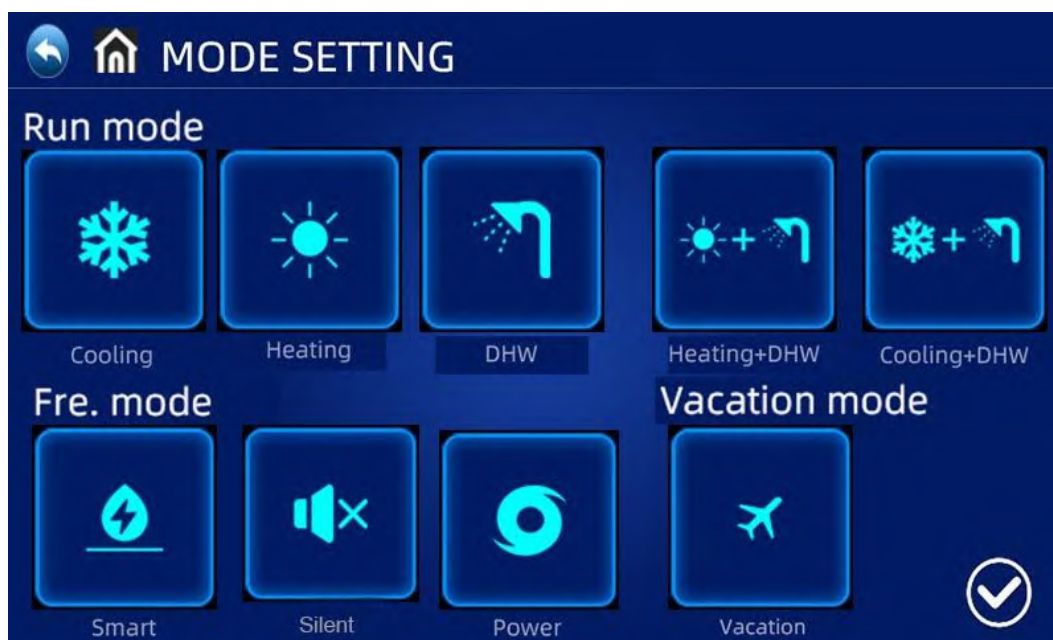 MODE SETTING
Run mode
Cooling
Heating
DHW
Heating+DHW
Cooling+DHW
Fre. mode
Vacation mode
Smart
Silent
Power
Vacation